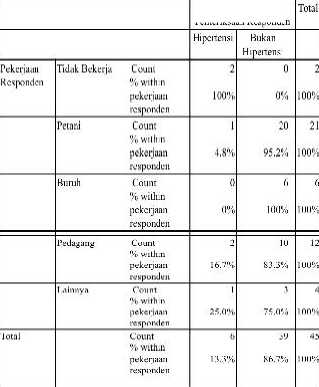 Total
Pemeriksaan Responden
Hipertensi Bukan
Hipertensi
Pekerjaan Tidak Bekerja Count 2 0 2
Responden % within
pekerjaan 100% 0% 100%
responden
Petani Count 1 20 21
% within
pekerjaan 4.8% 95.2% 100%
responden
Buruh Count 0 6 6
% within
pekerjaan 0% 100% 100%
responden
Pedagang Count 2 10 12
% within
pekerjaan 16.7% 83.3% 100%
responden
Lainnya Count 1 3 4
% within
pekerjaan 25.0% 75.0% 100%
responden
Total Count 6 39 45
% within
pekerjaan 13.3% 86.7% 100%
responden